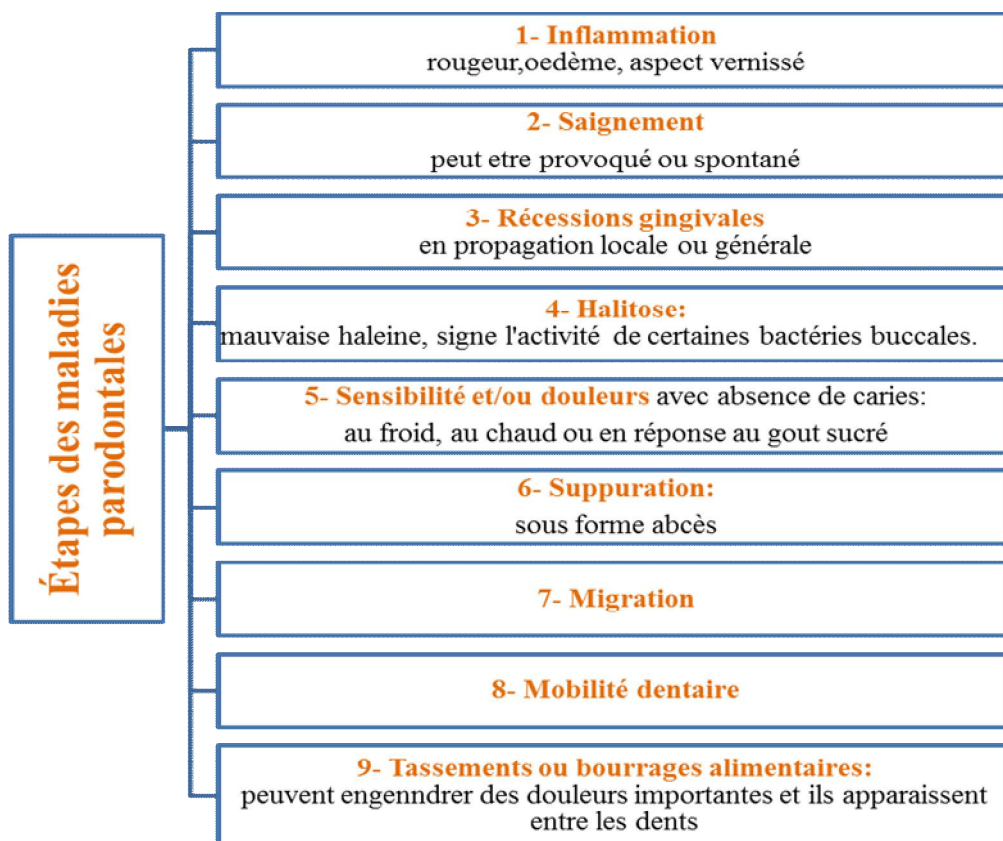 Étapes des maladies
parodontales
1- Inflammation
rougeur,oedème, aspect vernissé
2- Saignement
peut etre provoqué ou spontané
3- Récessions gingivales
en propagation locale ou générale
4- Halitose:
mauvaise haleine, signe l'activité de certaines bactéries buccales.
5- Sensibilité et/ou douleurs avec absence de caries:
au froid, au chaud ou en réponse au gout sucré
6- Suppuration:
sous forme abcès
7- Migration
8- Mobilité dentaire
9- Tassements ou bourrages alimentaires:
peuvent engenndrer des douleurs importantes et ils apparaissent
entre les dents